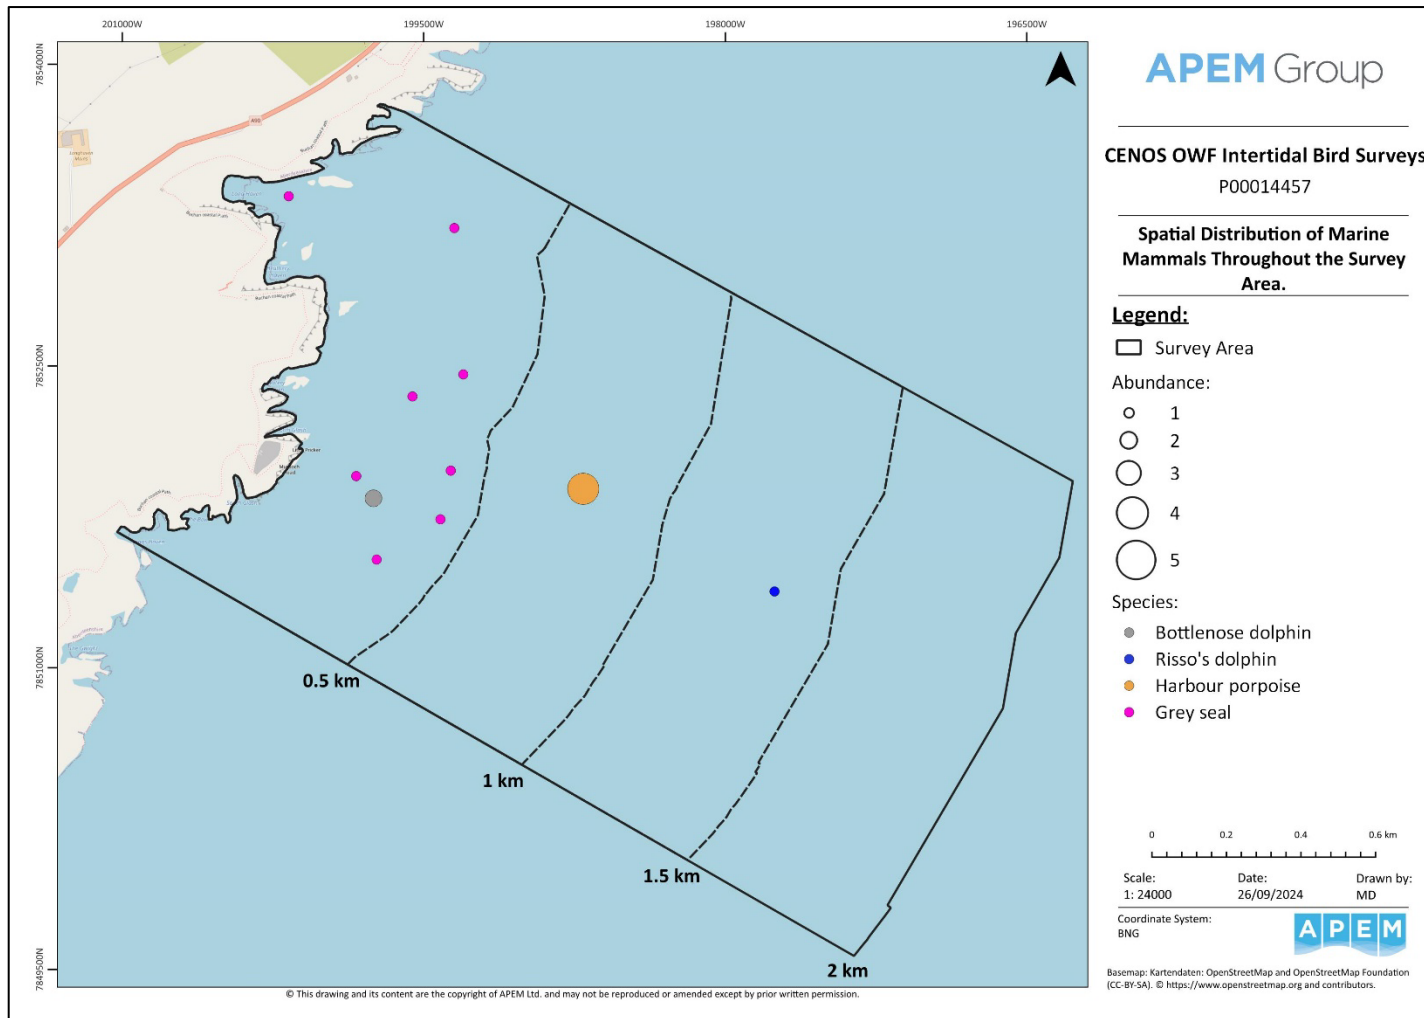 201000W
199500W
198000W
196500W
7854000N
7852500N
7851000N
7849500N
400
0.5 km
1 km
1.5 km
2 km
© This drawing and its content are the copyright of APEM Ltd. and may not be reproduced or amended except by prior written permission.
APEM Group
CENOS OWF Intertidal Bird Surveys
P00014457
Spatial Distribution of Marine
Mammals Throughout the Survey
Area.
Legend:
Survey Area
Abundance:
1
2
3
4
5
Species:
Bottlenose dolphin
Risso's dolphin
Harbour porpoise
Grey seal
0 0.2 0.4 0.6 km
Scale: Date: Drawn by:
1: 24000 26/09/2024 MD
Coordinate System:
BNG
APEM
Basemap: Kartendaten: OpenStreetMap and OpenStreetMap Foundation
(CC-BY-SA). © https://www.openstreetmap.org and contributors.